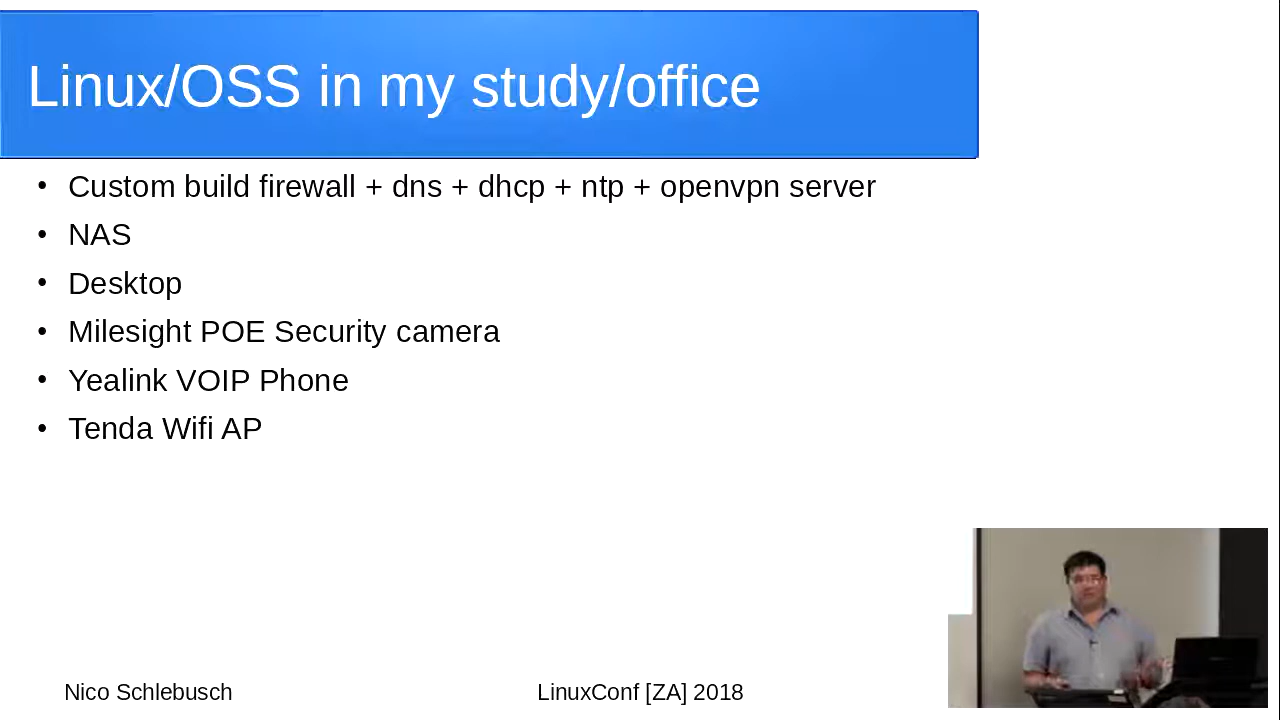 Linux/OSS in my study/office
• Custom build firewall + dns + dhcp + ntp + openvpn server
• NAS
• Desktop
• Milesight POE Security camera
• Yealink VOIP Phone
• Tenda Wifi AP
Nico Schlebusch
LinuxConf [ZA] 2018